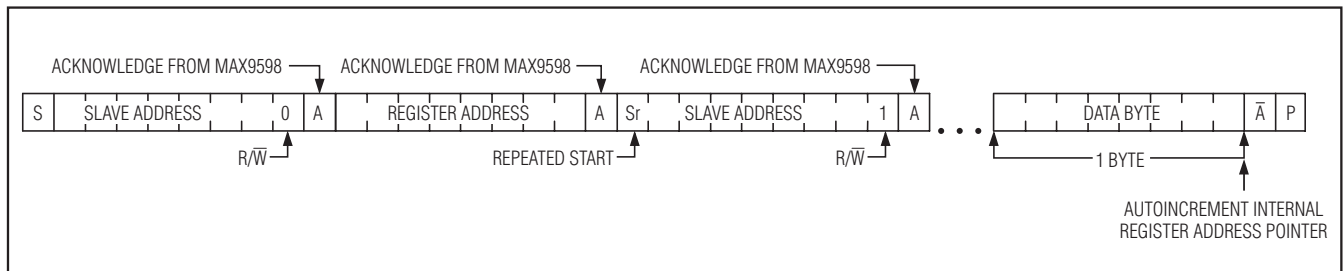 ACKNOWLEDGE FROM MAX9598 ACKNOWLEDGE FROM MAX9598 ACKNOWLEDGE FROM MAX9598
S SLAVE ADDRESS 0 A REGISTER ADDRESS A Sr SLAVE ADDRESS 1 A ... DATA BYTE A̅ P
R/W̅ REPEATED START R/W̅ 1 BYTE
AUTOINCREMENT INTERNAL
REGISTER ADDRESS POINTER